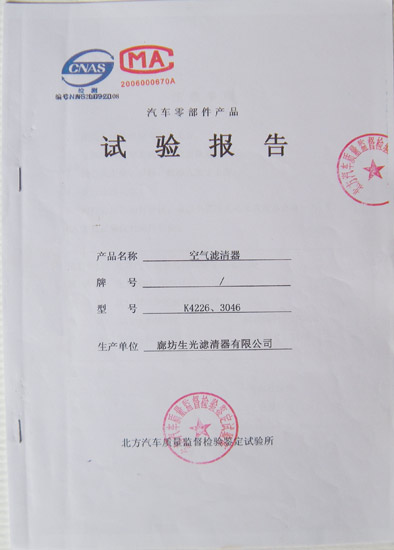 CNAS
MA
2006000670A
检 测
汽车零部件产品
试 验 报 告
产品名称 空气滤清器
牌 号 /
型 号 K4226、3046
生产单位 廊坊生光滤清器有限公司
北方汽车质量监督检验鉴定试验所